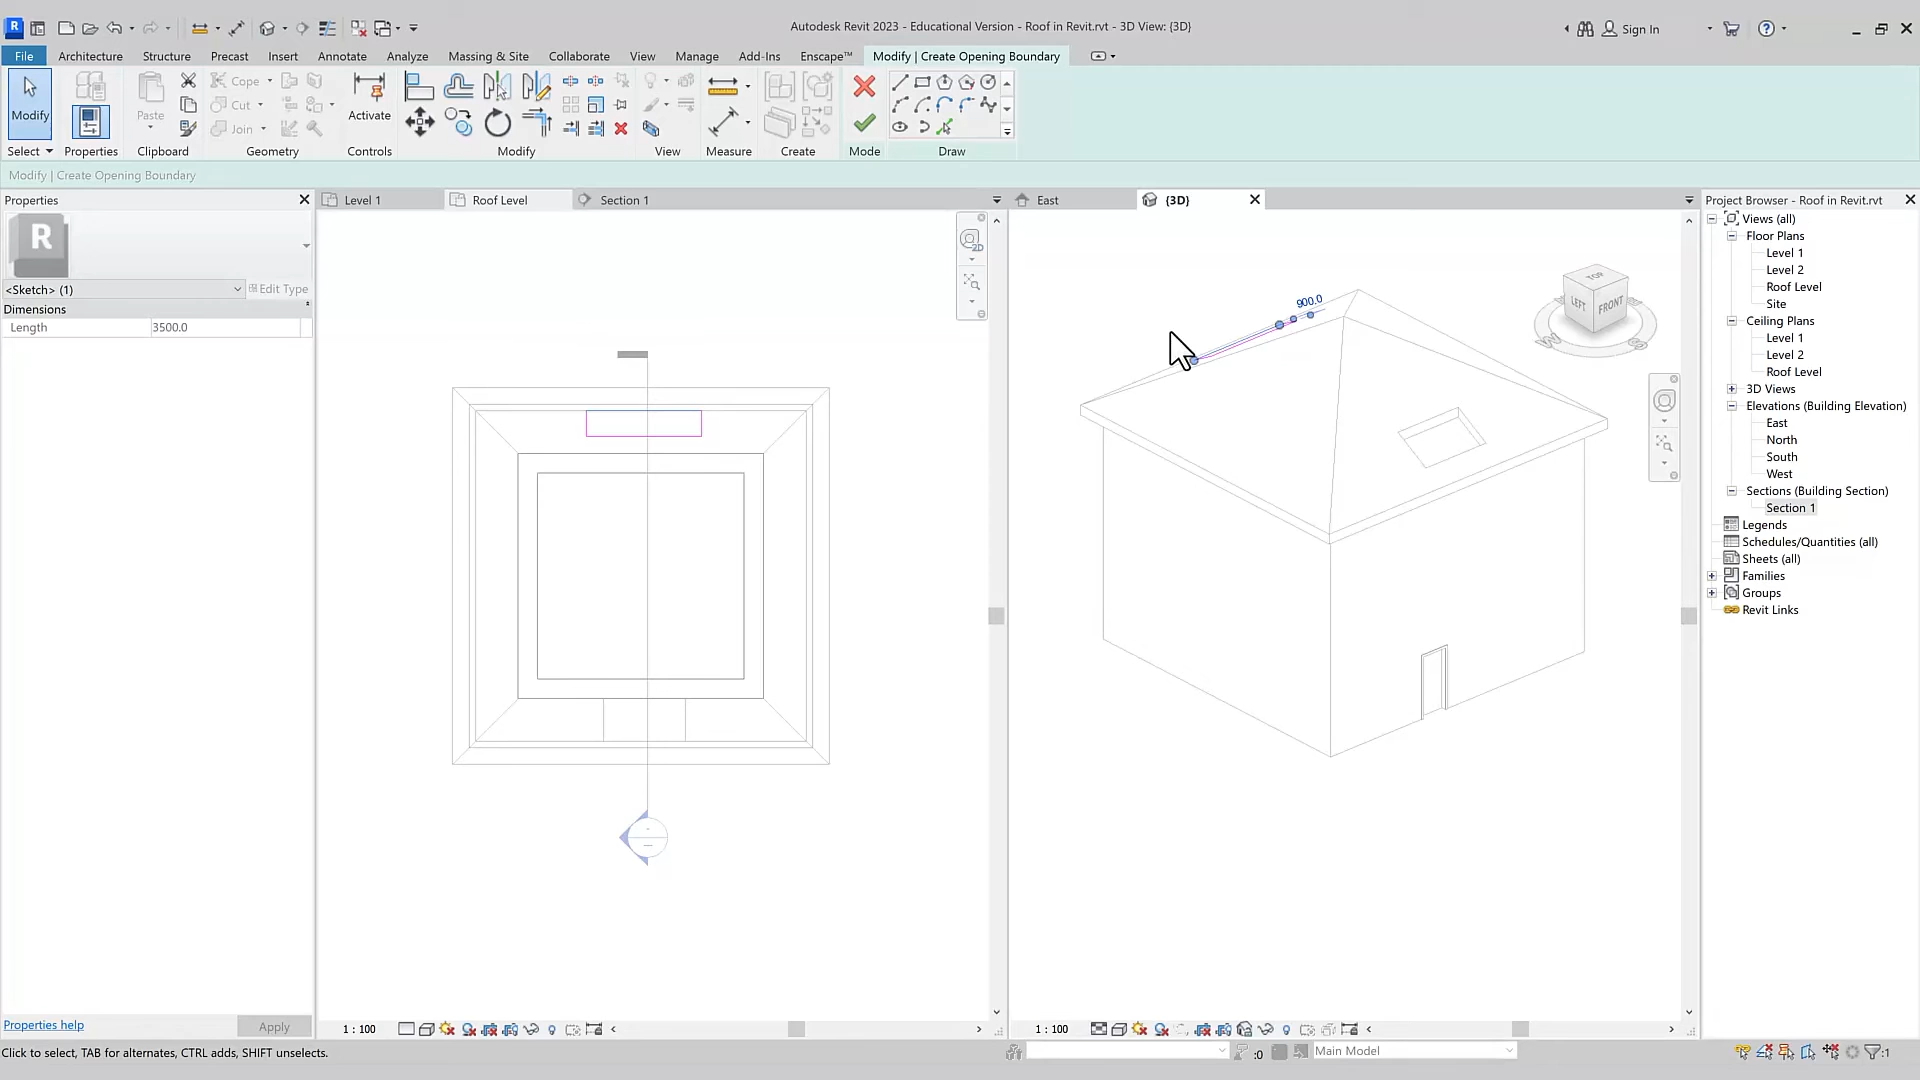 Autodesk Revit 2023 - Educational Version - Roof in Revit.rvt - 3D View: {3D}
Sign In
File
Architecture
Structure
Precast
Insert
Annotate
Analyze
Massing & Site
Collaborate
View
Manage
Add-Ins
Enscape™
Modify | Create Opening Boundary
Modify
Paste
Cope
Cut
Join
Activate
Select
Properties
Clipboard
Geometry
Controls
Modify
View
Measure
Create
Mode
Draw
Modify | Create Opening Boundary
Properties
R
<Sketch> (1)
Edit Type
Dimensions
Length
3500.0
Properties help
Apply
Level 1
Roof Level
Section 1
2D
1 : 100
East
{3D}
900.0
TOP
LEFT
FRONT
W
S
1 : 100
Project Browser - Roof in Revit.rvt
Views (all)
Floor Plans
Level 1
Level 2
Roof Level
Site
Ceiling Plans
Level 1
Level 2
Roof Level
3D Views
Elevations (Building Elevation)
East
North
South
West
Sections (Building Section)
Section 1
Legends
Schedules/Quantities (all)
Sheets (all)
Families
Groups
Revit Links
Click to select, TAB for alternates, CTRL adds, SHIFT unselects.
:0
Main Model
:1